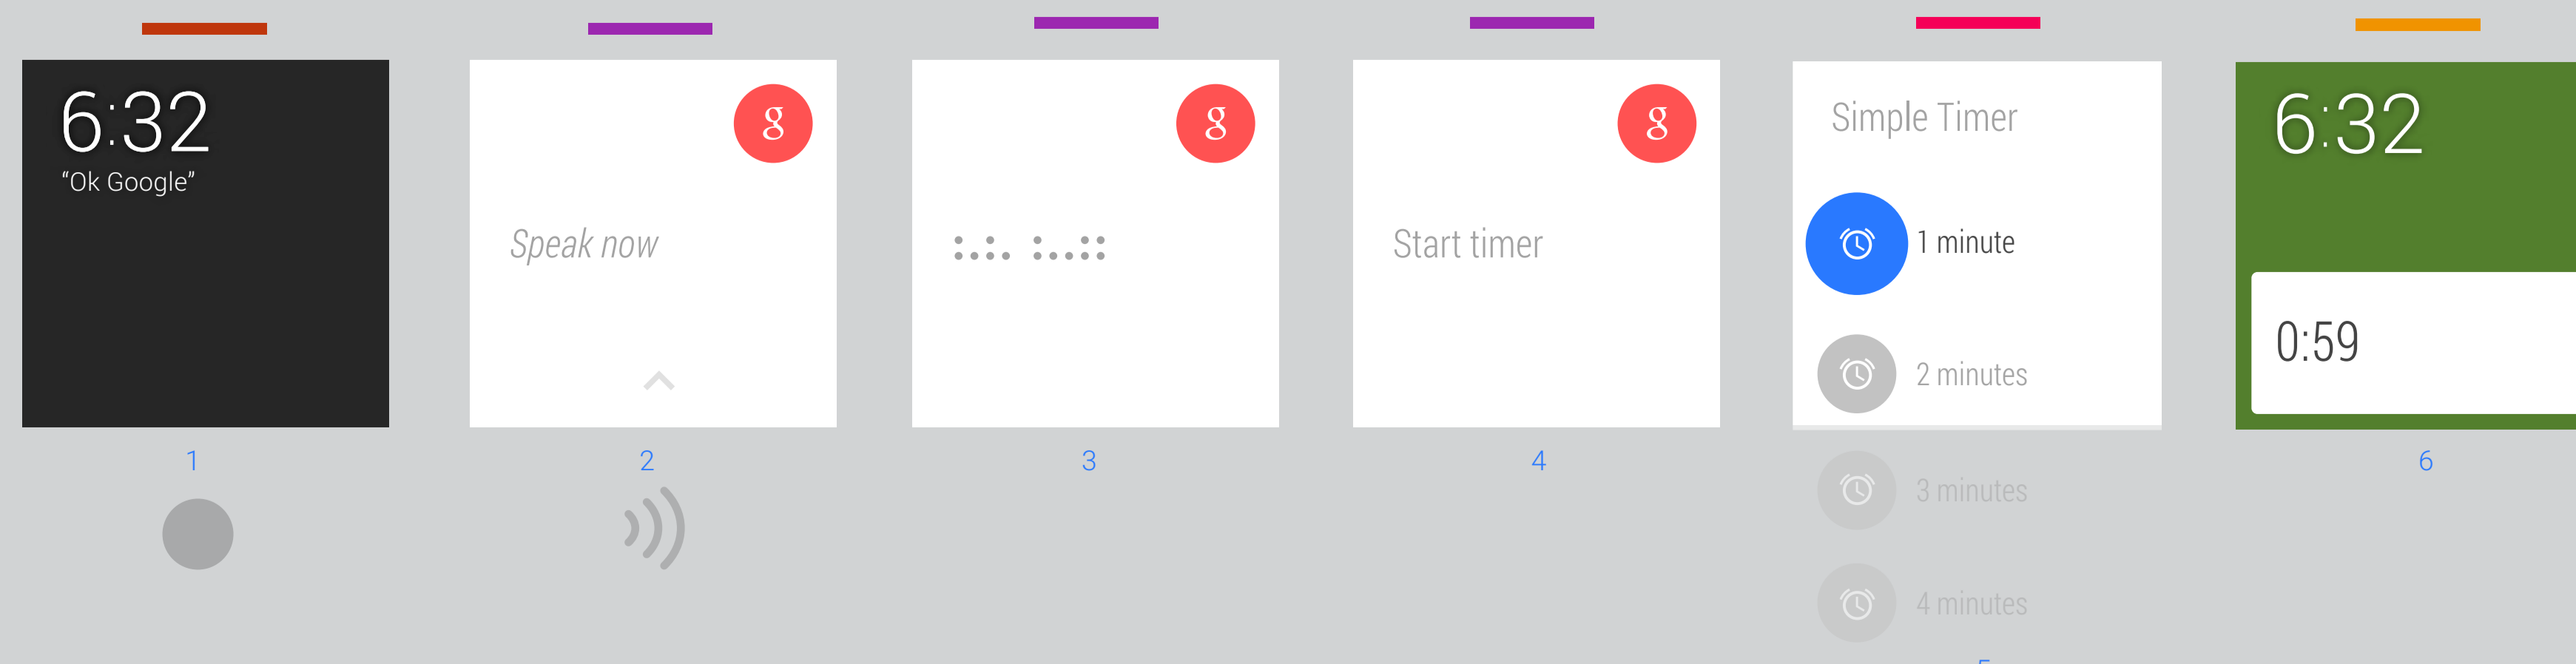 6:32
“Ok Google”
1
g
Speak now
2
g
3
g
Start timer
4
Simple Timer
1 minute
2 minutes
3 minutes
4 minutes
6:32
0:59
6